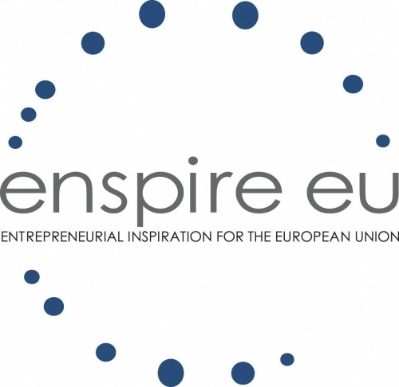 enspire eu
ENTREPRENEURIAL INSPIRATION FOR THE EUROPEAN UNION